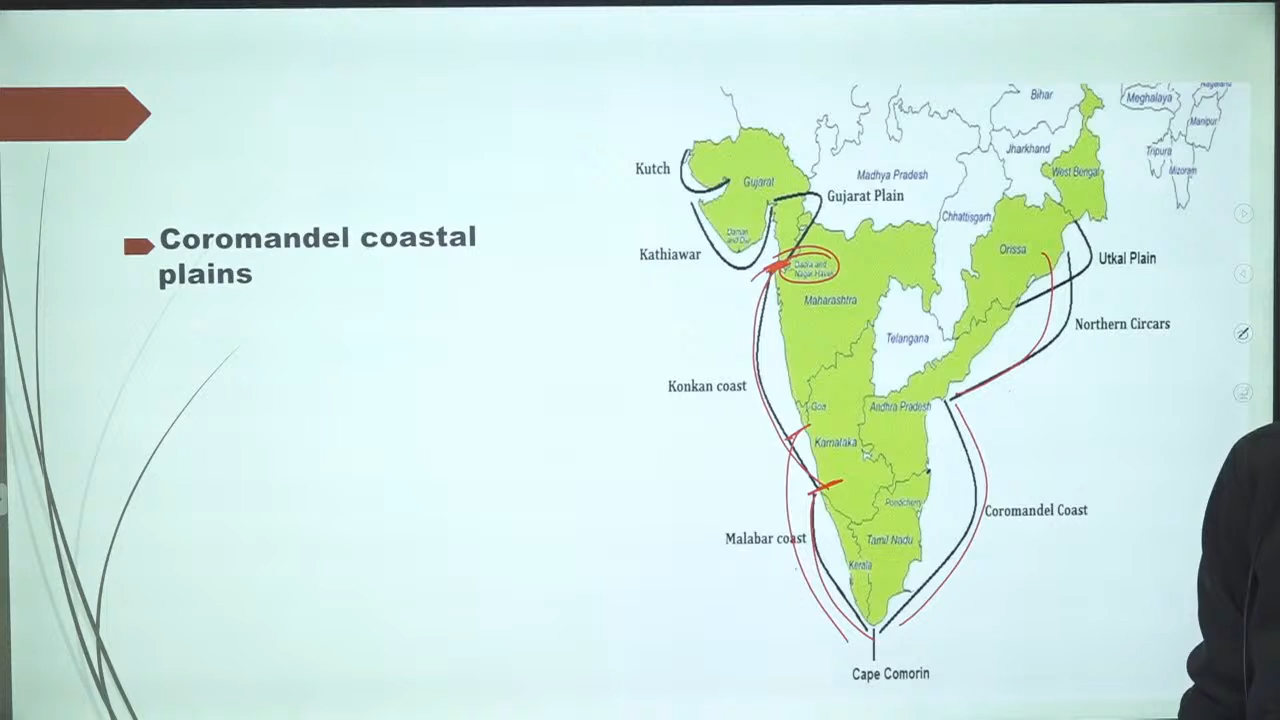 Coromandel coastal
plains
Bihar
Meghalaya
Manipur
Jharkhand
Tripura
Mizoram
West Bengal
Kutch
Gujarat
Madhya Pradesh
Gujarat Plain
Chhattisgarh
Daman
and Diu
Kathiawar
Orissa
Utkal Plain
Dadra and
Nagar Haveli
Maharashtra
Northern Circars
Telangana
Konkan coast
Goa
Andhra Pradesh
Karnataka
Coromandel Coast
Malabar coast
Tamil Nadu
Kerala
Cape Comorin